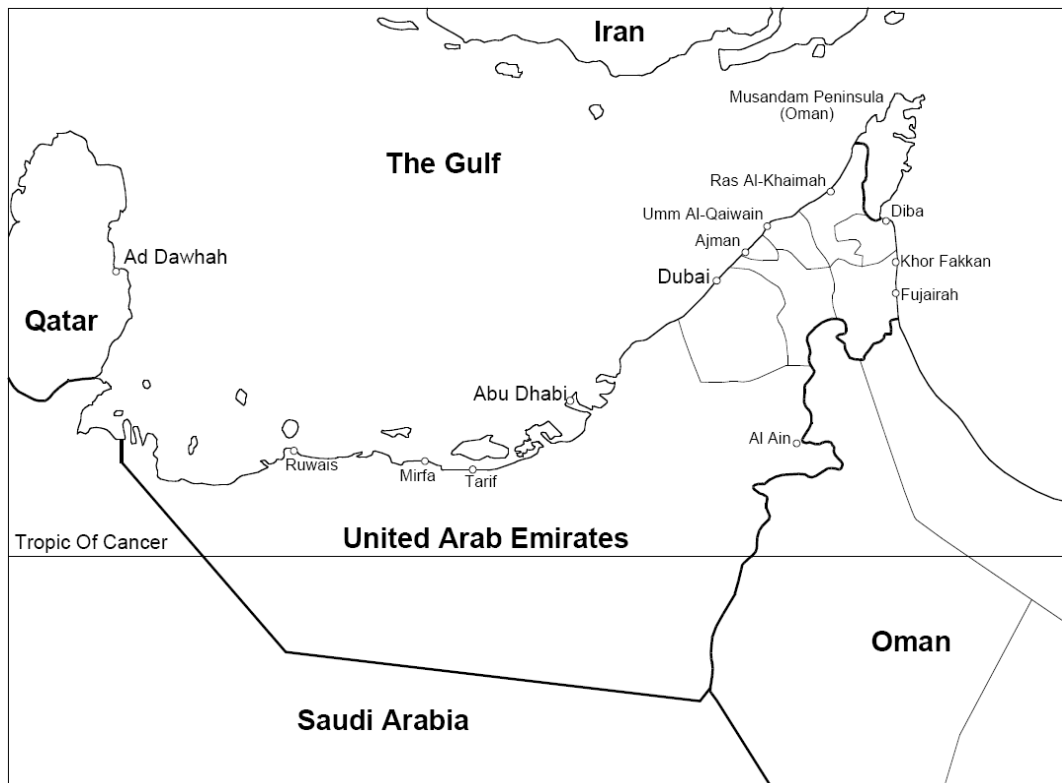 Iran
Musandam Peninsula
(Oman)
The Gulf
Ras Al-Khaimah
Umm Al-Qaiwain
Diba
Ajman
Ad Dawhah
Khor Fakkan
Dubai
Fujairah
Qatar
Abu Dhabi
Al Ain
Ruwais
Mirfa
Tarif
United Arab Emirates
Tropic Of Cancer
Oman
Saudi Arabia